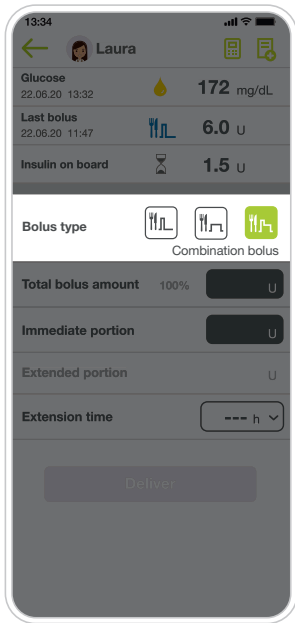 13:34
Laura
Glucose
22.06.20 13:32
172 mg/dL
Last bolus
22.06.20 11:47
6.0 U
Insulin on board
1.5 U
Bolus type
Combination bolus
Total bolus amount 100% U
Immediate portion U
Extended portion U
Extension time --- h
Deliver